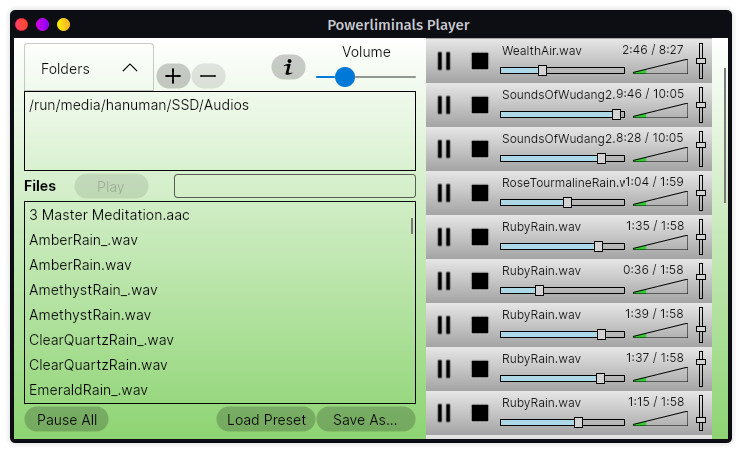 Powerliminals Player
Folders
i
Volume
/run/media/hanuman/SSD/Audios
Files
Play
3 Master Meditation.aac
AmberRain_.wav
AmberRain.wav
AmethystRain_.wav
AmethystRain.wav
ClearQuartzRain_.wav
ClearQuartzRain.wav
EmeraldRain_.wav
Pause All
Load Preset
Save As...
WealthAir.wav 2:46 / 8:27
SoundsOfWudang2. 9:46 / 10:05
SoundsOfWudang2. 8:28 / 10:05
RoseTourmalineRain.w 1:04 / 1:59
RubyRain.wav 1:35 / 1:58
RubyRain.wav 0:36 / 1:58
RubyRain.wav 1:39 / 1:58
RubyRain.wav 1:37 / 1:58
RubyRain.wav 1:15 / 1:58